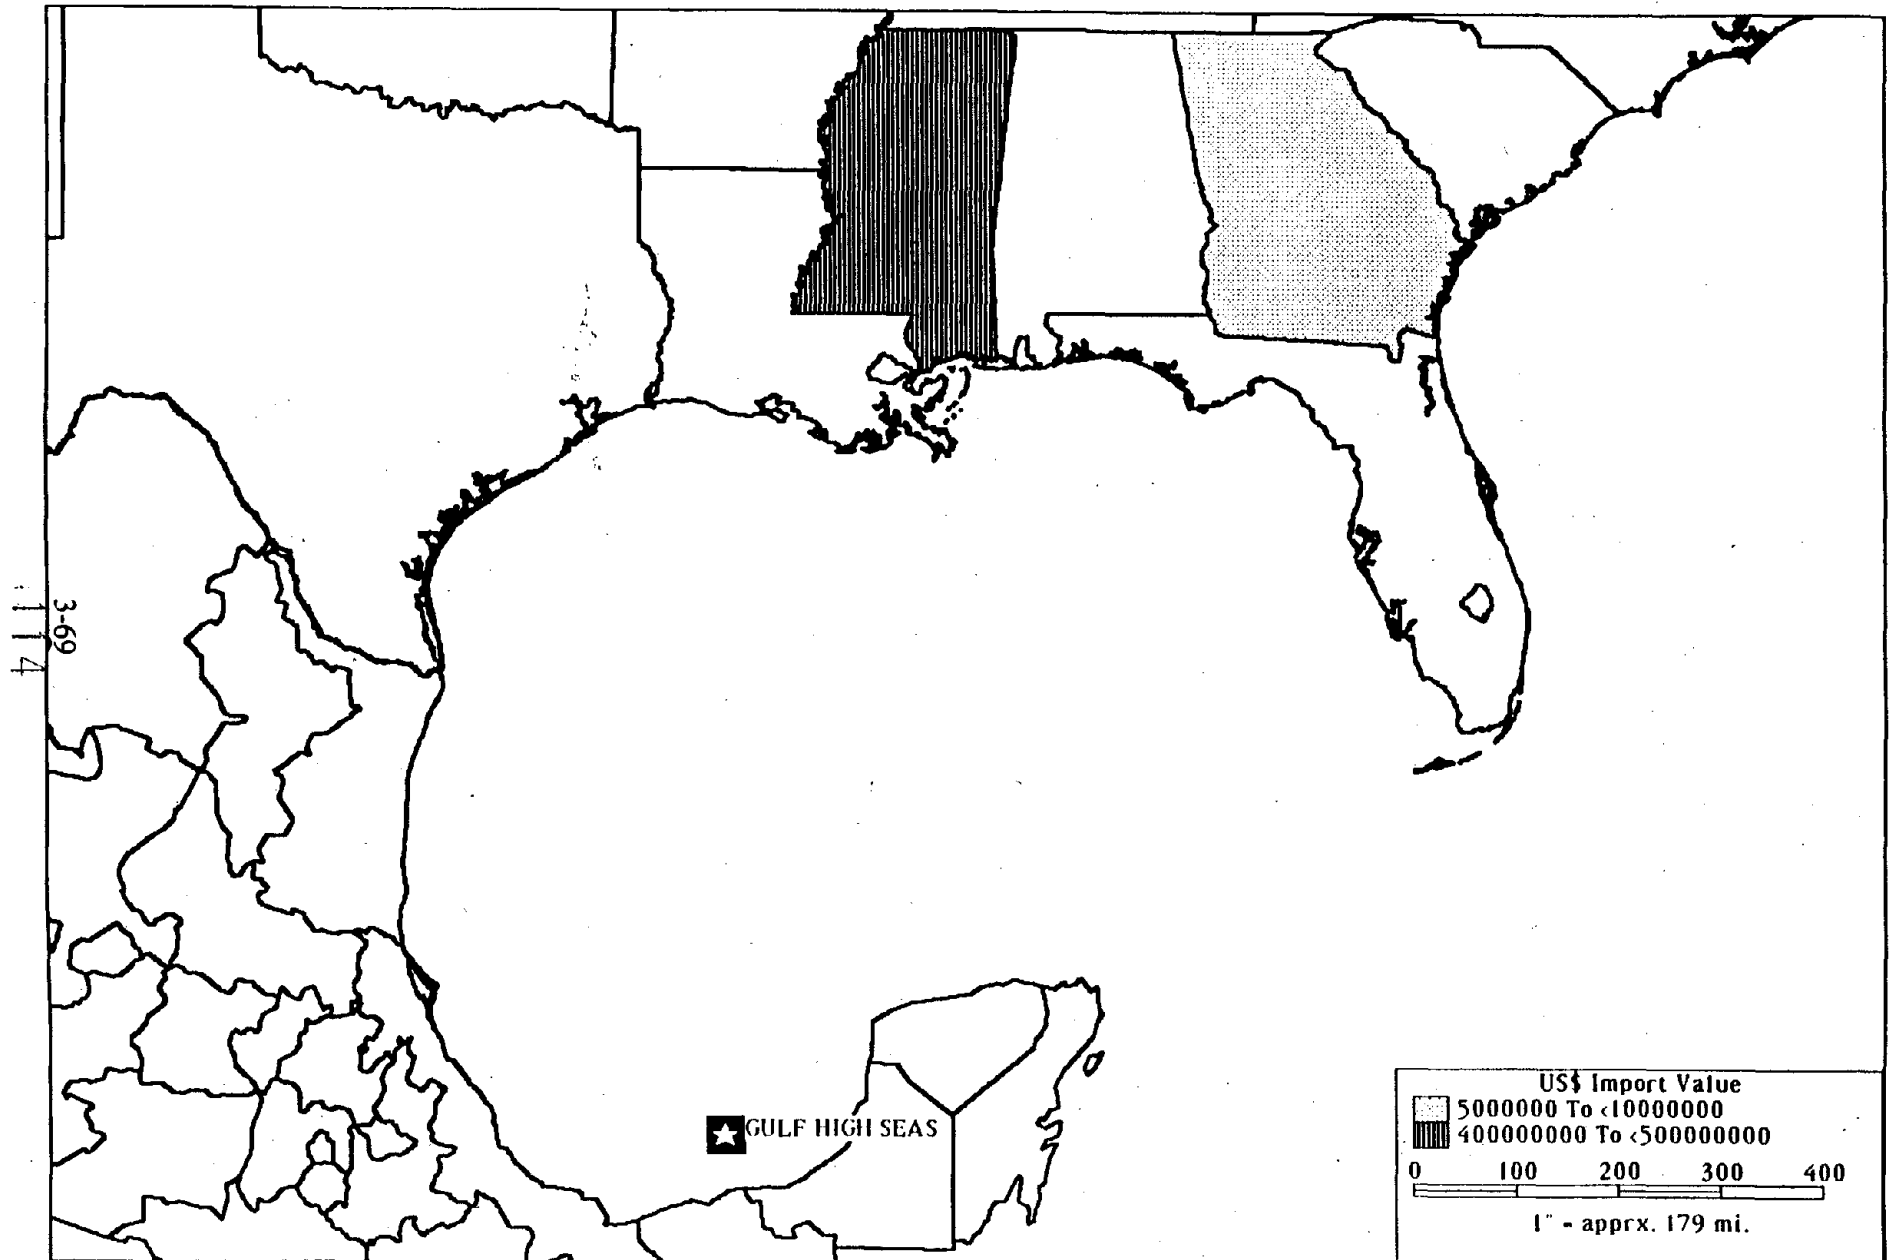 3-69
114
GULF HIGH SEAS
US$ Import Value
5000000 To <10000000
400000000 To <500000000
0 100 200 300 400
1" - apprx. 179 mi.